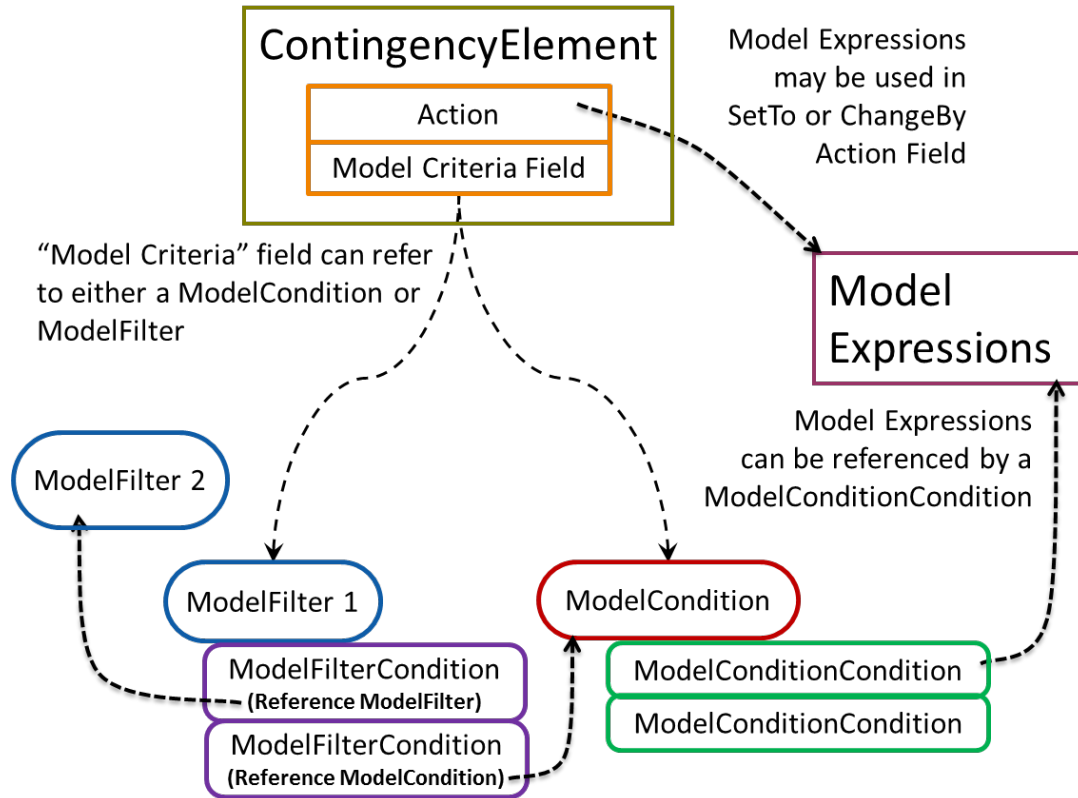 ContingencyElement
Action
Model Criteria Field
Model Expressions
may be used in
SetTo or ChangeBy
Action Field
“Model Criteria” field can refer
to either a ModelCondition or
ModelFilter
Model
Expressions
Model Expressions
can be referenced by a
ModelConditionCondition
ModelFilter 2
ModelFilter 1
ModelCondition
ModelFilterCondition
(Reference ModelFilter)
ModelFilterCondition
(Reference ModelCondition)
ModelConditionCondition
ModelConditionCondition